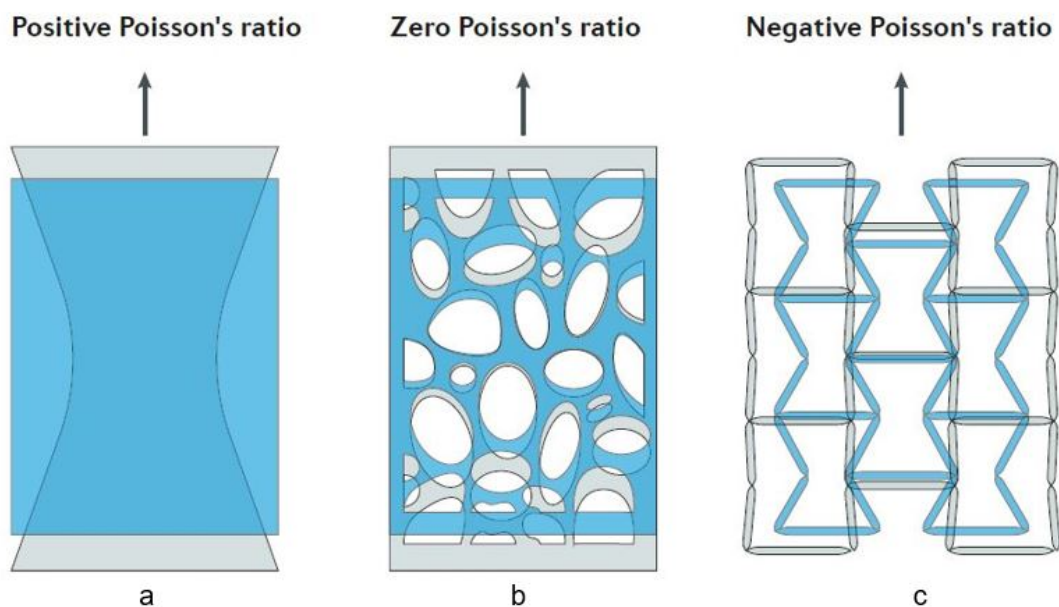 Positive Poisson's ratio
Zero Poisson's ratio
Negative Poisson's ratio
a
b
c